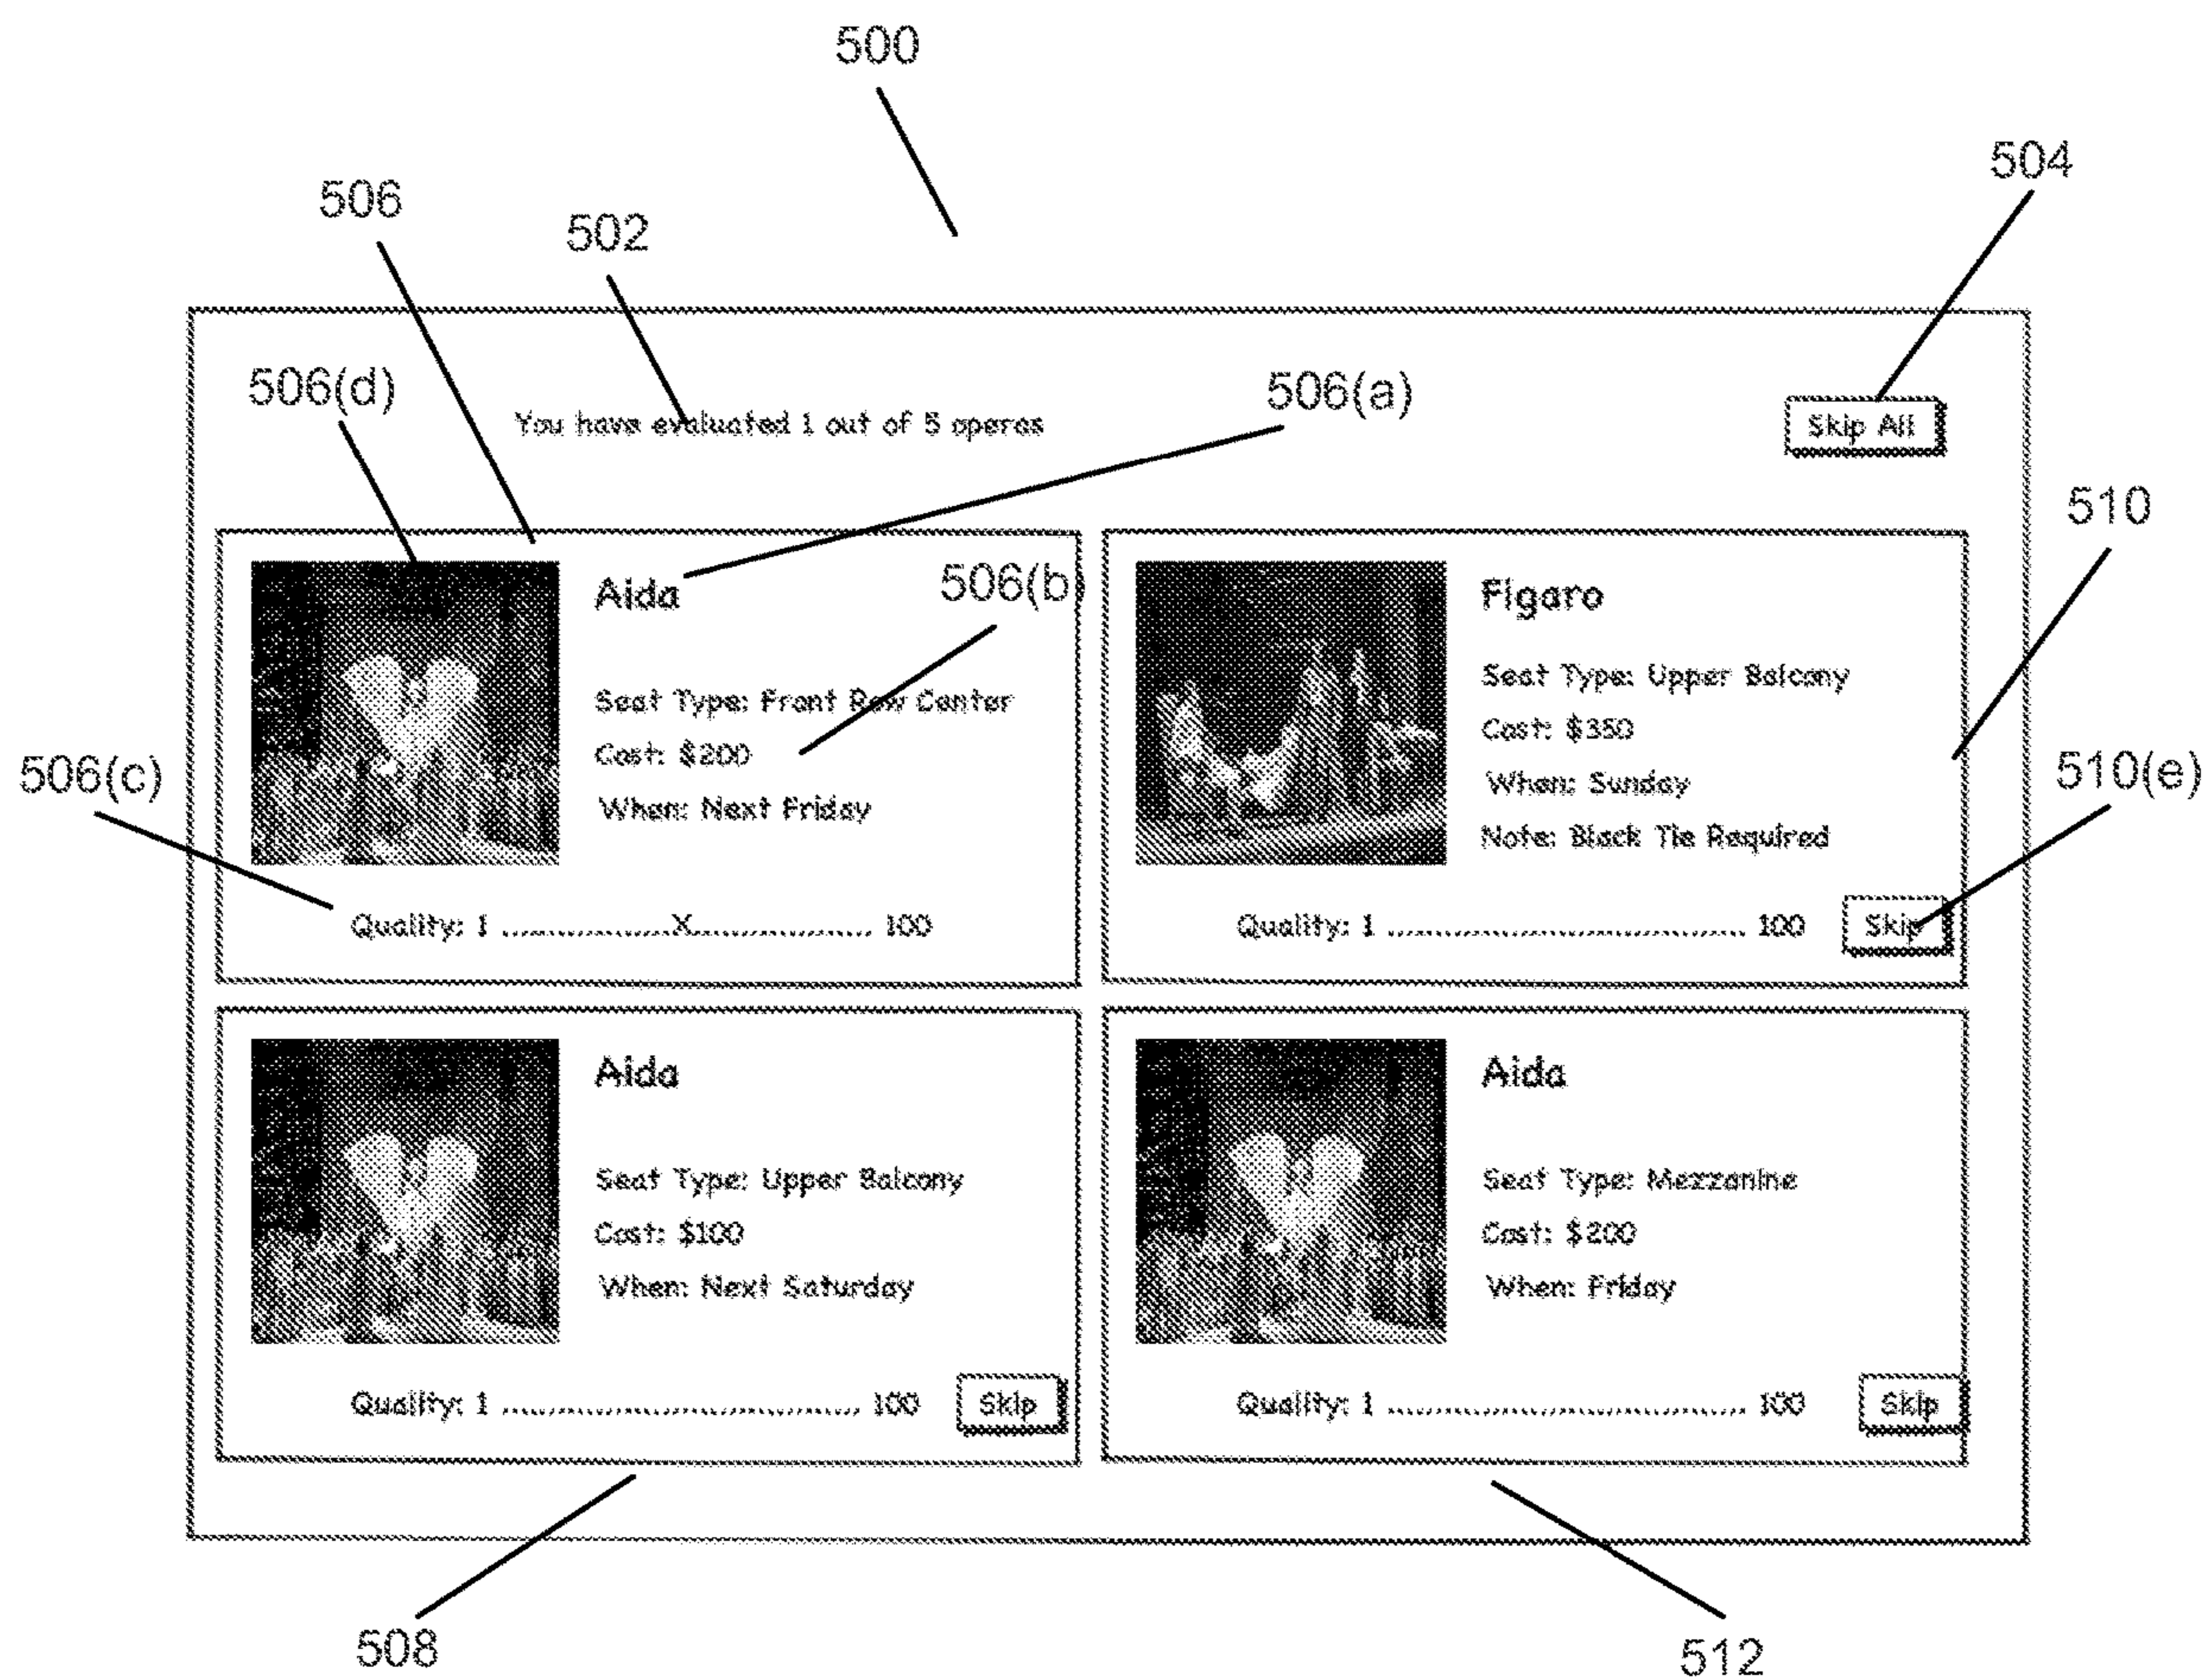 500
504
506
502
506(d)
506(a)
You have evaluated 1 out of 5 operas
Skip All
510
Aida
506(b)
Seat Type: Front Row Center
Cost: $200
When: Next Friday
506(c)
Quality: 1 ....................X.................... 100
Figaro
Seat Type: Upper Balcony
Cost: $350
When: Sunday
Note: Black Tie Required
510(e)
Quality: 1 ........................................ 100
Skip
Aida
Seat Type: Upper Balcony
Cost: $100
When: Next Saturday
Quality: 1 ........................................ 100
Skip
Aida
Seat Type: Mezzanine
Cost: $200
When: Friday
Quality: 1 ........................................ 100
Skip
508
512